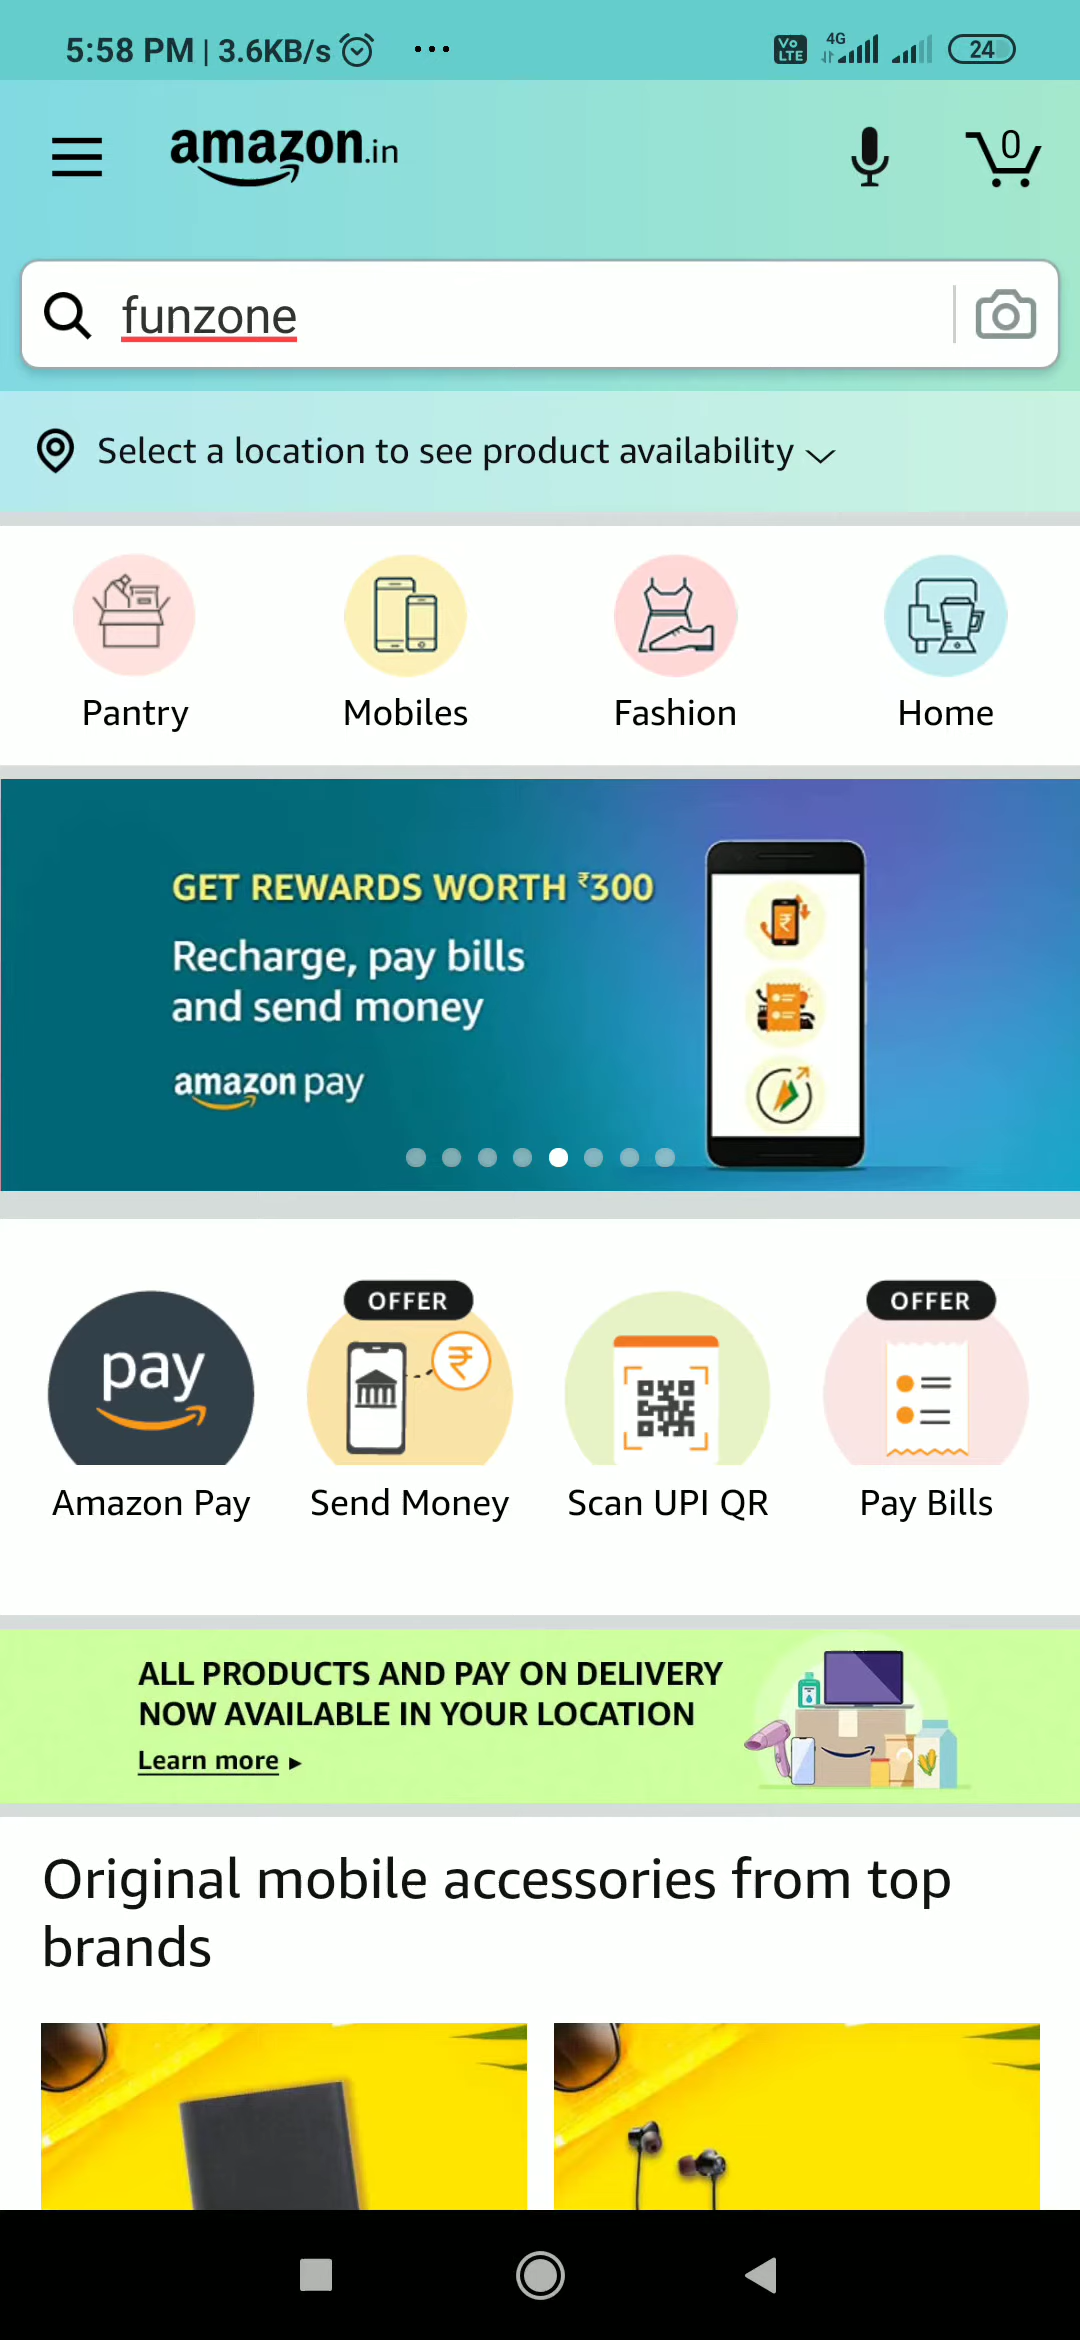 5:58 PM | 3.6KB/s ... Vo LTE 4G 24
amazon.in
0
funzone
Select a location to see product availability
Pantry Mobiles Fashion Home
GET REWARDS WORTH ₹300
Recharge, pay bills
and send money
amazon pay
OFFER OFFER
pay
Amazon Pay Send Money Scan UPI QR Pay Bills
ALL PRODUCTS AND PAY ON DELIVERY
NOW AVAILABLE IN YOUR LOCATION
Learn more
Original mobile accessories from top
brands